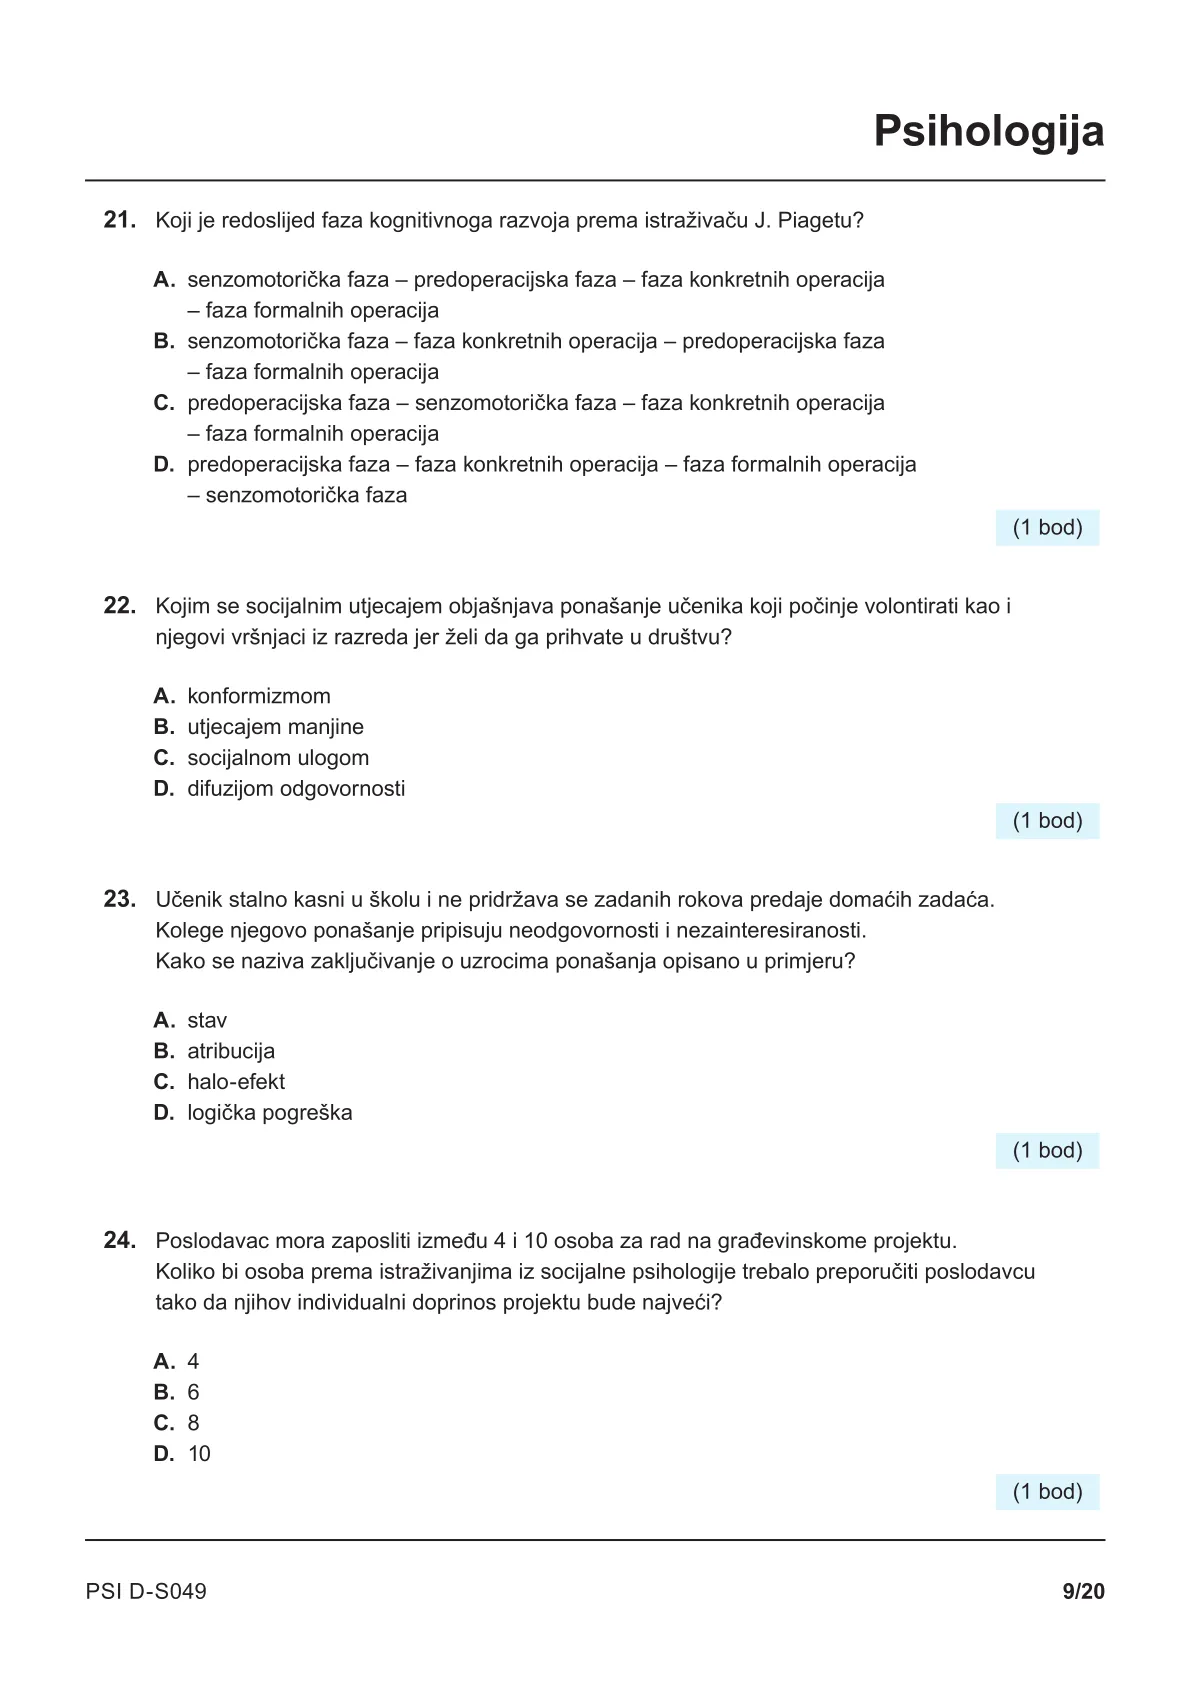 Psihologija
21. Koji je redoslijed faza kognitivnoga razvoja prema istraživaču J. Piagetu?
A. senzomotorička faza – predoperacijska faza – faza konkretnih operacija
– faza formalnih operacija
B. senzomotorička faza – faza konkretnih operacija – predoperacijska faza
– faza formalnih operacija
C. predoperacijska faza – senzomotorička faza – faza konkretnih operacija
– faza formalnih operacija
D. predoperacijska faza – faza konkretnih operacija – faza formalnih operacija
– senzomotorička faza
(1 bod)
22. Kojim se socijalnim utjecajem objašnjava ponašanje učenika koji počinje volontirati kao i
njegovi vršnjaci iz razreda jer želi da ga prihvate u društvu?
A. konformizmom
B. utjecajem manjine
C. socijalnom ulogom
D. difuzijom odgovornosti
(1 bod)
23. Učenik stalno kasni u školu i ne pridržava se zadanih rokova predaje domaćih zadaća.
Kolege njegovo ponašanje pripisuju neodgovornosti i nezainteresiranosti.
Kako se naziva zaključivanje o uzrocima ponašanja opisano u primjeru?
A. stav
B. atribucija
C. halo-efekt
D. logička pogreška
(1 bod)
24. Poslodavac mora zaposliti između 4 i 10 osoba za rad na građevinskome projektu.
Koliko bi osoba prema istraživanjima iz socijalne psihologije trebalo preporučiti poslodavcu
tako da njihov individualni doprinos projektu bude najveći?
A. 4
B. 6
C. 8
D. 10
(1 bod)
PSI D-S049
9/20